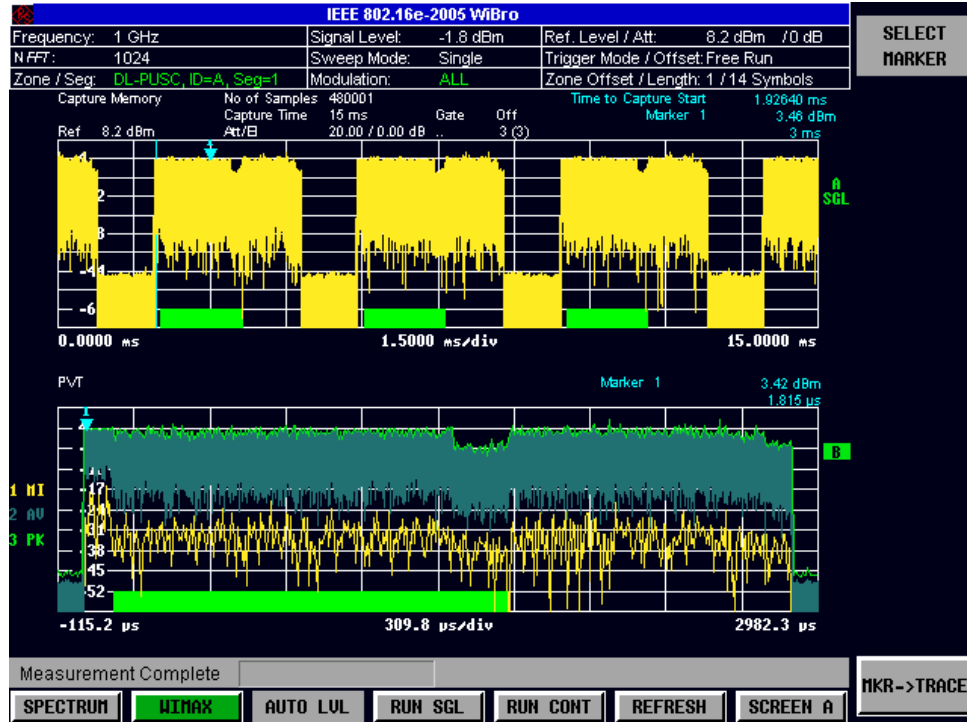 IEEE 802.16e-2005 WiBro
SELECT MARKER
Frequency: 1 GHz Signal Level: -1.8 dBm Ref. Level / Att: 8.2 dBm /0 dB
NFFT: 1024 Sweep Mode: Single Trigger Mode / Offset: Free Run
Zone / Seg: DL-PUSC, ID=A, Seg=1 Modulation: ALL Zone Offset / Length: 1 / 14 Symbols
Capture Memory No of Samples 480001 Time to Capture Start 1.92640 ms
Capture Time 15 ms Gate Off Marker 1 3.46 dBm
Ref 8.2 dBm Att/El 20.00 / 0.00 dB .. 3 (3) 3 ms
1
A
SGL
0.0000 ms 1.5000 ms/div 15.0000 ms
PVT Marker 1 3.42 dBm
1.815 µs
1
B
-17
1 MI
2 AV
3 PK
-38
-45
-52
-115.2 µs 309.8 µs/div 2982.3 µs
Measurement Complete
MKR->TRACE
SPECTRUM WIMAX AUTO LVL RUN SGL RUN CONT REFRESH SCREEN A